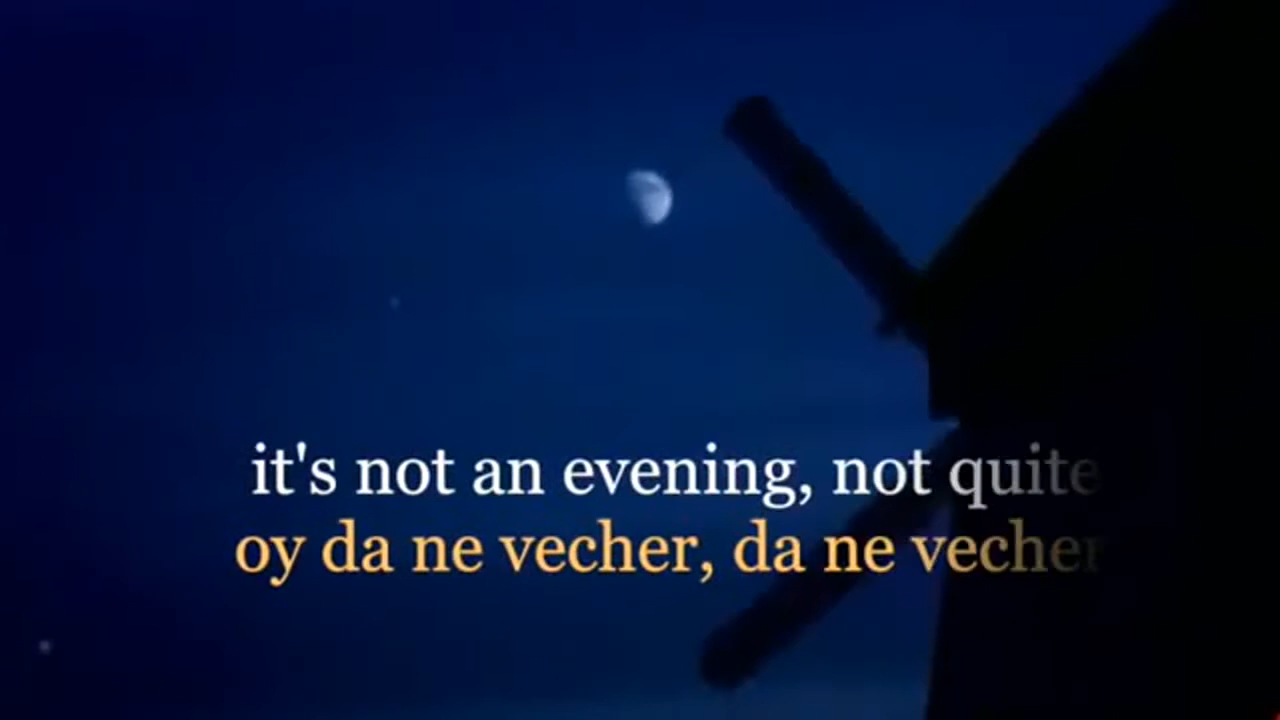 it's not an evening, not quite
oy da ne vecher, da ne vecher